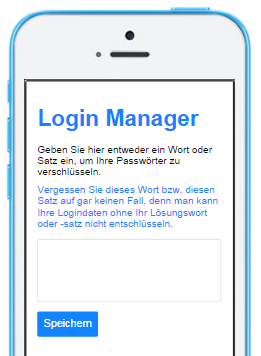 Login Manager
Geben Sie hier entweder ein Wort oder
Satz ein, um Ihre Passwörter zu
verschlüsseln.
Vergessen Sie dieses Wort bzw. diesen
Satz auf gar keinen Fall, denn man kann
Ihre Logindaten ohne Ihr Lösungswort
oder -satz nicht entschlüsseln.
Speichern